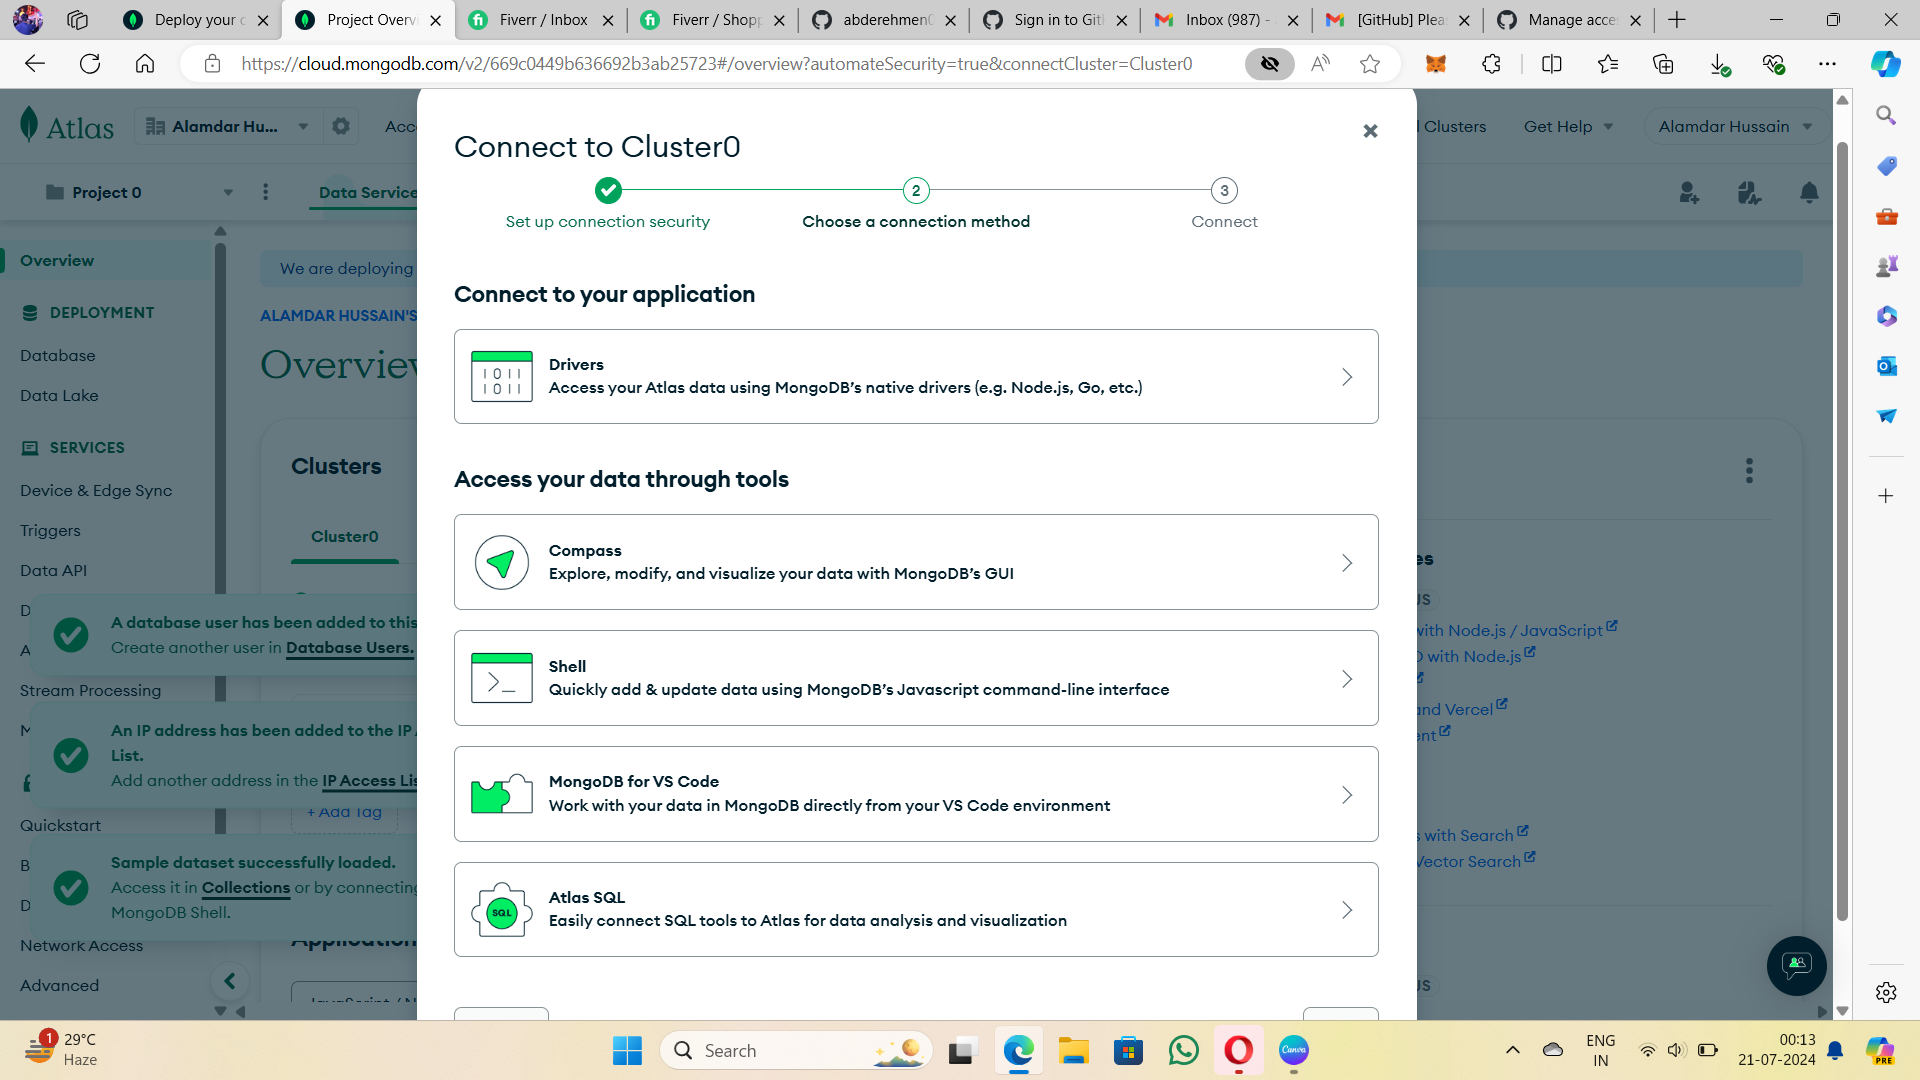 Deploy your c
Project Overvi
Fiverr / Inbox
Fiverr / Shopp
abderehmen0
Sign in to Git
Inbox (987) -
[GitHub] Plea
Manage acce
https://cloud.mongodb.com/v2/669c0449b636692b3ab25723#/overview?automateSecurity=true&connectCluster=Cluster0
Atlas
Alamdar Hu...
Acc
l Clusters
Get Help
Alamdar Hussain
Project 0
Data Service
Overview
DEPLOYMENT
Database
Data Lake
SERVICES
Device & Edge Sync
Triggers
Data API
D
A
Stream Processing
M
Quickstart
B
D
Network Access
Advanced
We are deploying
ALAMDAR HUSSAIN'S
Overview
Clusters
Cluster0
A database user has been added to this
Create another user in Database Users.
An IP address has been added to the IP A
List.
Add another address in the IP Access Lis
+ Add Tag
Sample dataset successfully loaded.
Access it in Collections or by connecting
MongoDB Shell.
Application
JavaScript / N
Connect to Cluster0
2
3
Set up connection security
Choose a connection method
Connect
Connect to your application
Drivers
Access your Atlas data using MongoDB's native drivers (e.g. Node.js, Go, etc.)
Access your data through tools
Compass
Explore, modify, and visualize your data with MongoDB's GUI
Shell
Quickly add & update data using MongoDB's Javascript command-line interface
MongoDB for VS Code
Work with your data in MongoDB directly from your VS Code environment
SQL
Atlas SQL
Easily connect SQL tools to Atlas for data analysis and visualization
es
US
with Node.js / JavaScript
D with Node.js
and Vercel
ent
s with Search
Vector Search
US
1
29°C
Haze
Search
Canva
ENG
IN
00:13
21-07-2024
PRE